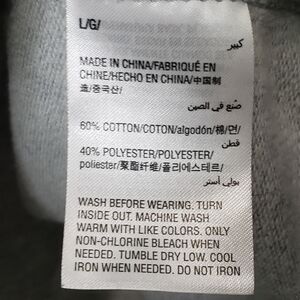 L/G/
كبير
MADE IN CHINA/FABRIQUÉ EN
CHINE/HECHO EN CHINA/中国制
造/중국산/
صُنع في الصين
60% COTTON/COTON/algodón/棉/면/
قطن
40% POLYESTER/POLYESTER/
poliester/聚酯纤维/폴리에스테르/
بولي أستر
WASH BEFORE WEARING. TURN
INSIDE OUT. MACHINE WASH
WARM WITH LIKE COLORS. ONLY
NON-CHLORINE BLEACH WHEN
NEEDED. TUMBLE DRY LOW. COOL
IRON WHEN NEEDED. DO NOT IRON